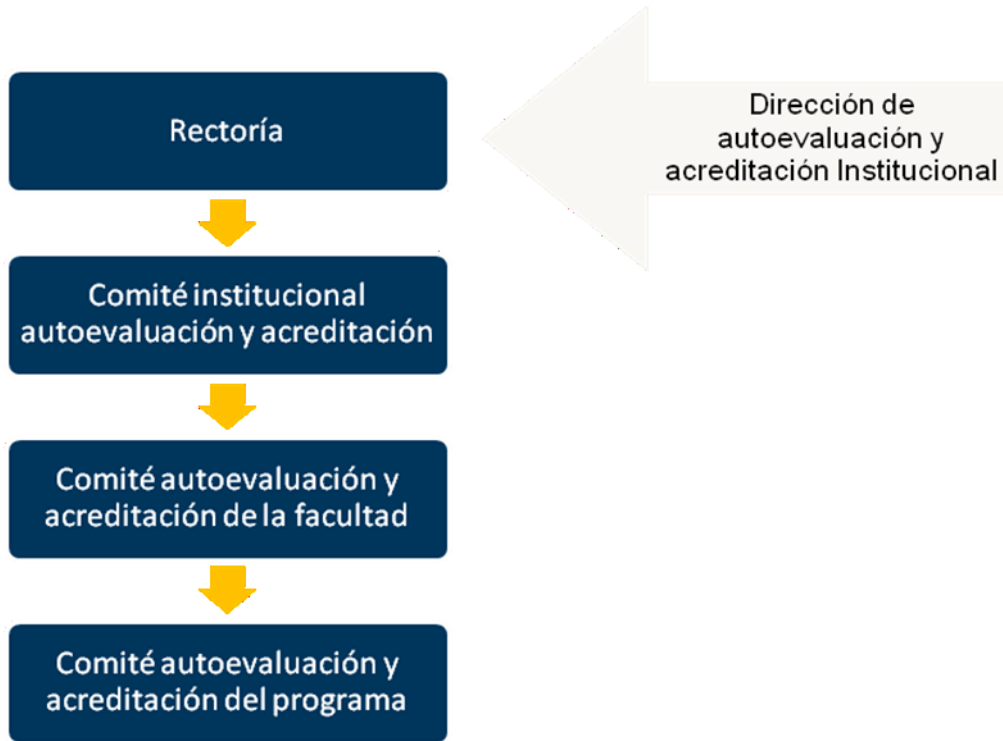 Rectoría
Dirección de
autoevaluación y
acreditación Institucional
Comité institucional
autoevaluación y acreditación
Comité autoevaluación y
acreditación de la facultad
Comité autoevaluación y
acreditación del programa